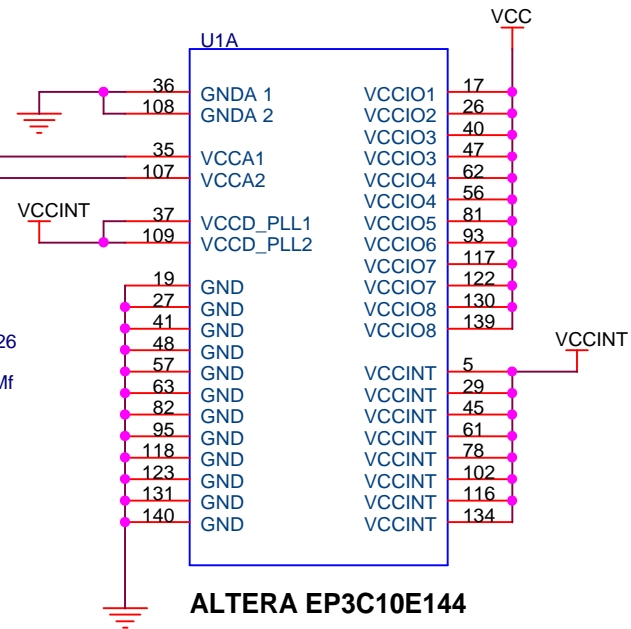 VCC
U1A
36 GNDA 1 VCCIO1 17
108 GNDA 2 VCCIO2 26
VCCIO3 40
35 VCCA1 VCCIO3 47
107 VCCA2 VCCIO4 62
VCCIO4 56
VCCINT
37 VCCD_PLL1 VCCIO5 81
109 VCCD_PLL2 VCCIO6 93
VCCIO7 117
19 GND VCCIO7 122
27 GND VCCIO8 130
41 GND VCCIO8 139
26
48 GND
VCCINT
57 GND VCCINT 5
Mf
63 GND VCCINT 29
82 GND VCCINT 45
95 GND VCCINT 61
118 GND VCCINT 78
123 GND VCCINT 102
131 GND VCCINT 116
140 GND VCCINT 134
ALTERA EP3C10E144